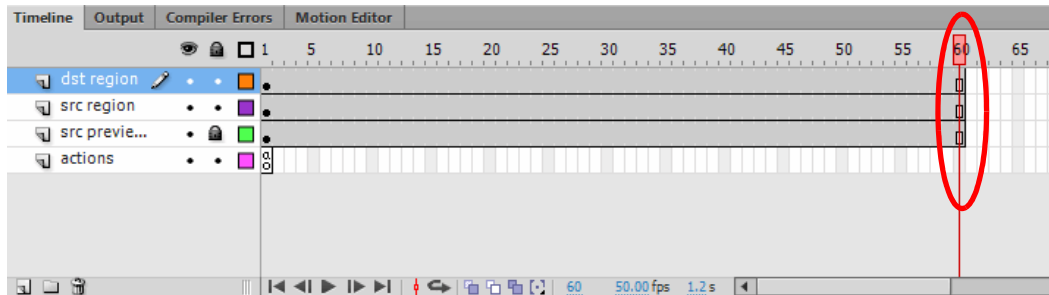 Timeline Output Compiler Errors Motion Editor
1 5 10 15 20 25 30 35 40 45 50 55 60 65
dst region
src region
src previe...
actions
a
60 50.00 fps 1.2 s